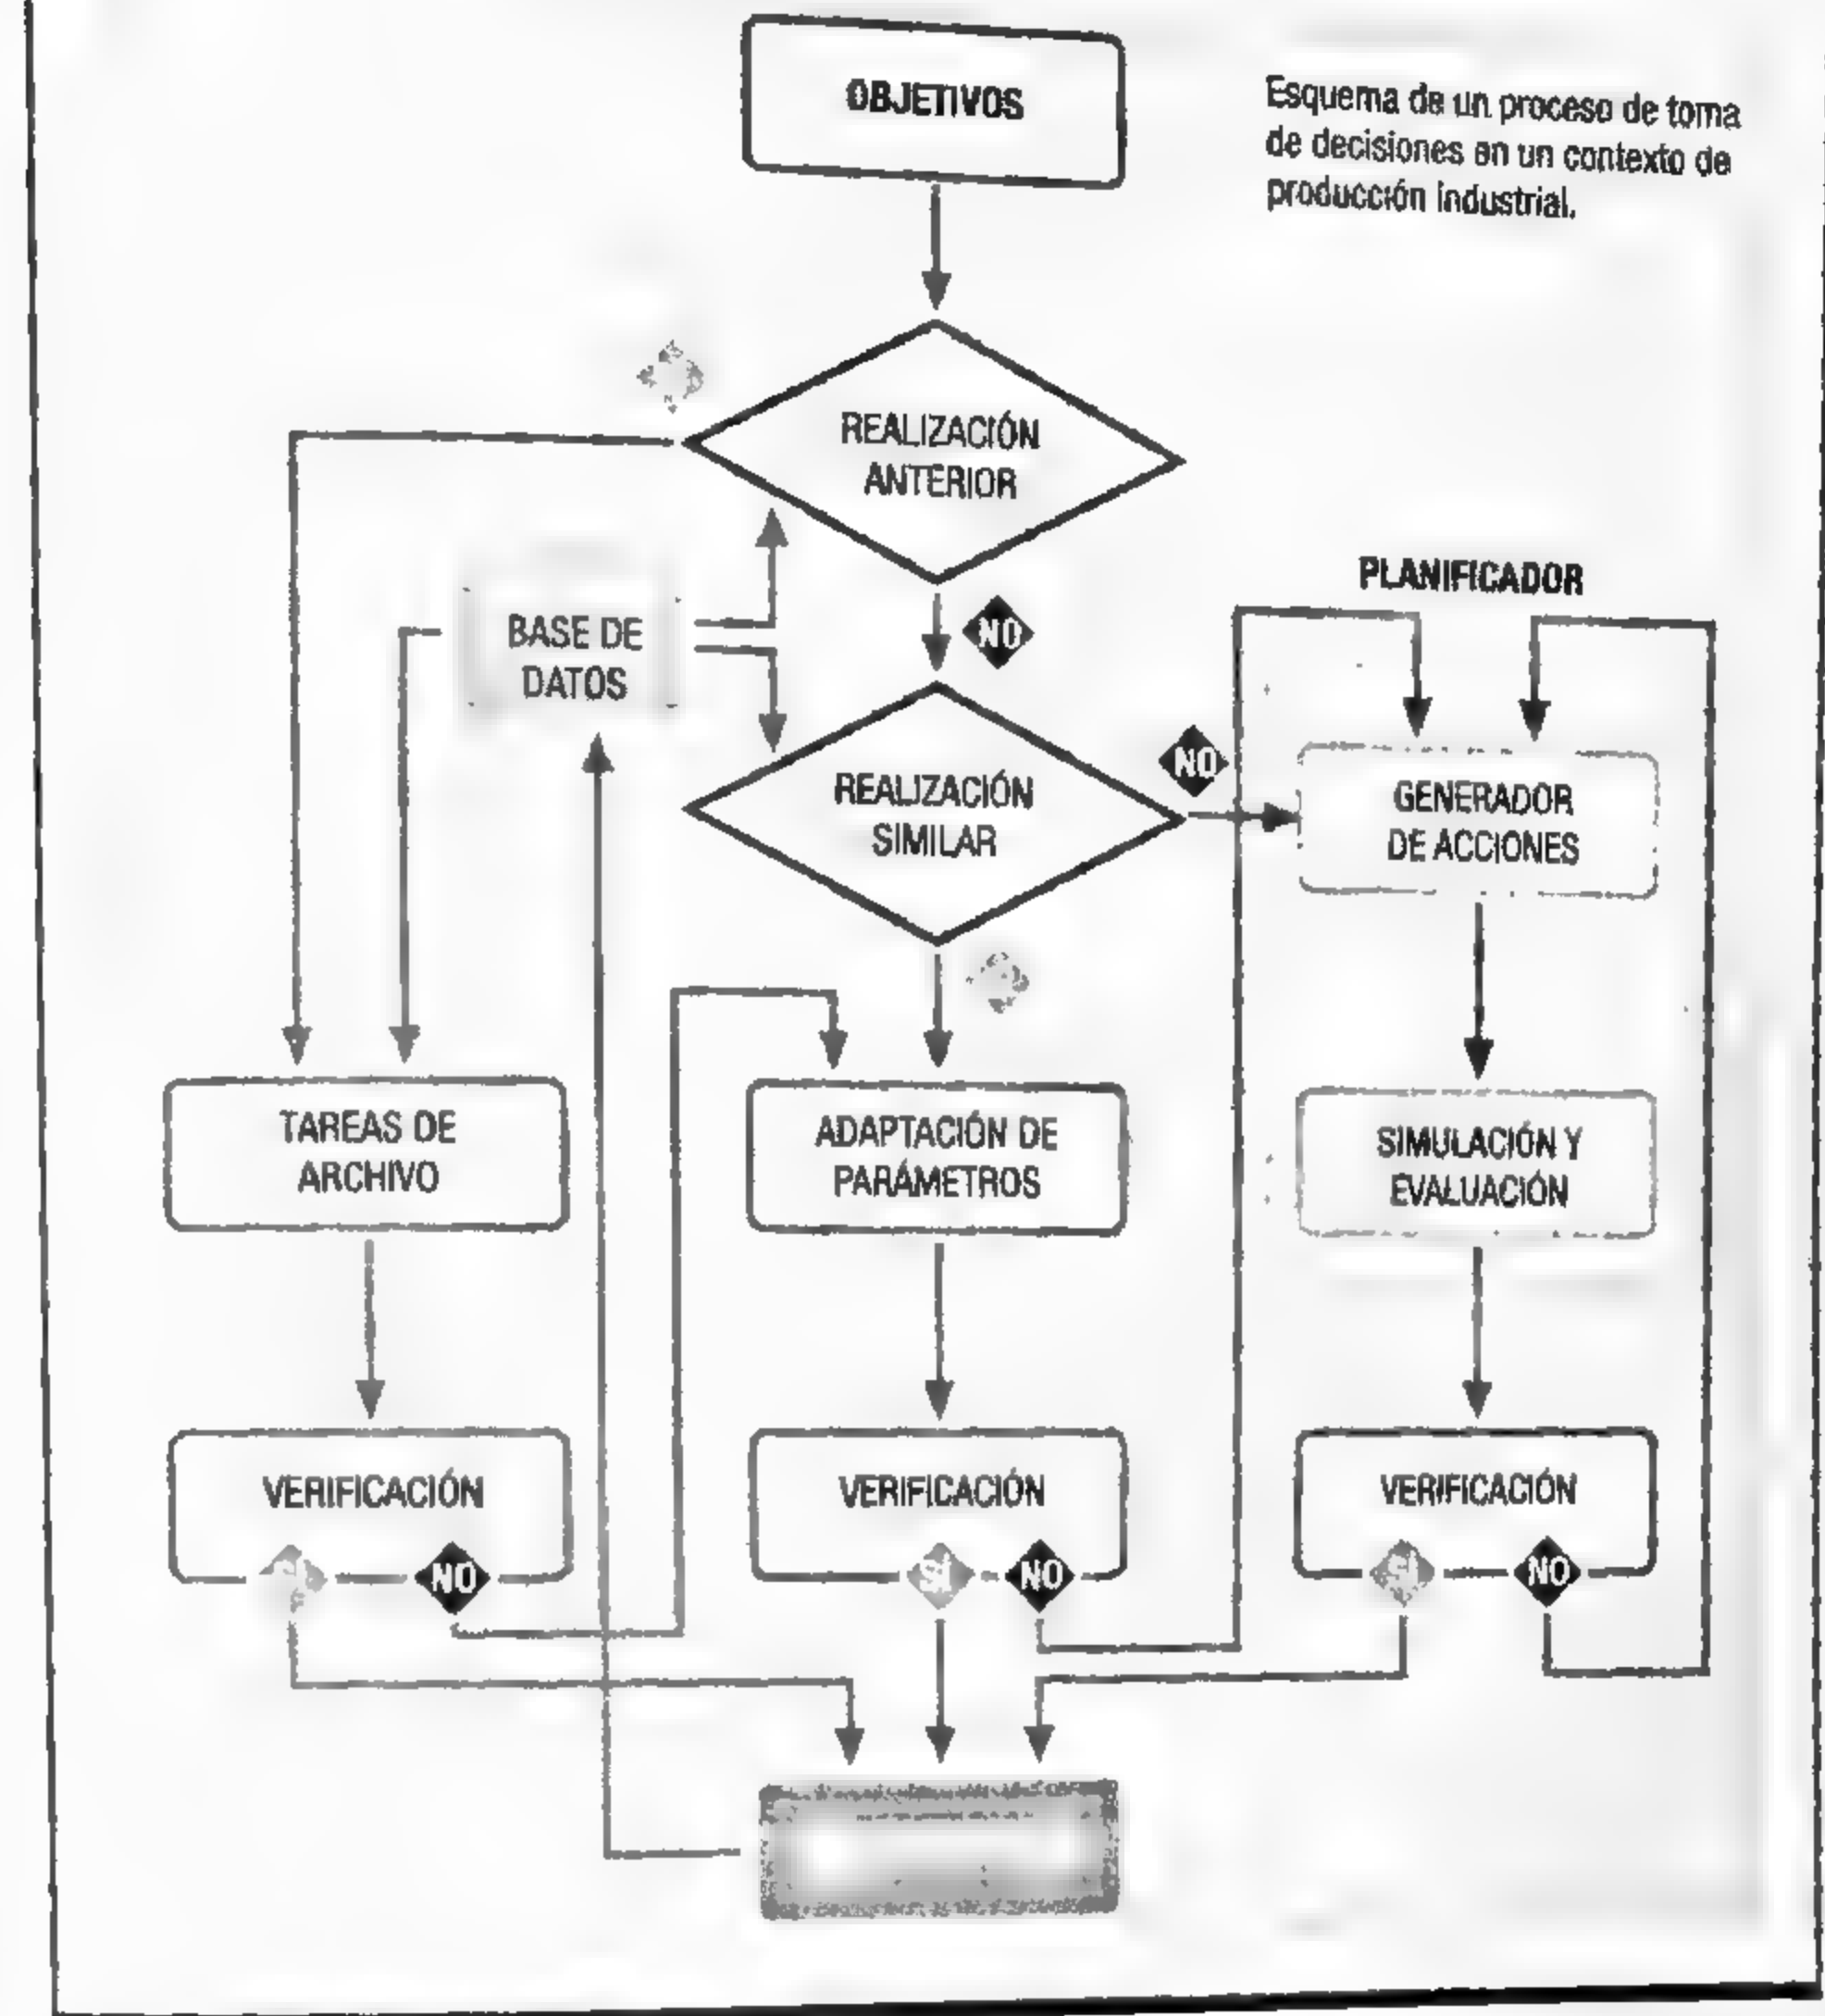 OBJETIVOS
Esquema de un proceso de toma
de decisiones en un contexto de
producción industrial.
REALIZACIÓN
ANTERIOR
NO
BASE DE
DATOS
PLANIFICADOR
REALIZACIÓN
SIMILAR
NO
GENERADOR
DE ACCIONES
TAREAS DE
ARCHIVO
ADAPTACIÓN DE
PARÁMETROS
SIMULACIÓN Y
EVALUACIÓN
VERIFICACIÓN
NO
VERIFICACIÓN
SÍ
NO
VERIFICACIÓN
SÍ
NO